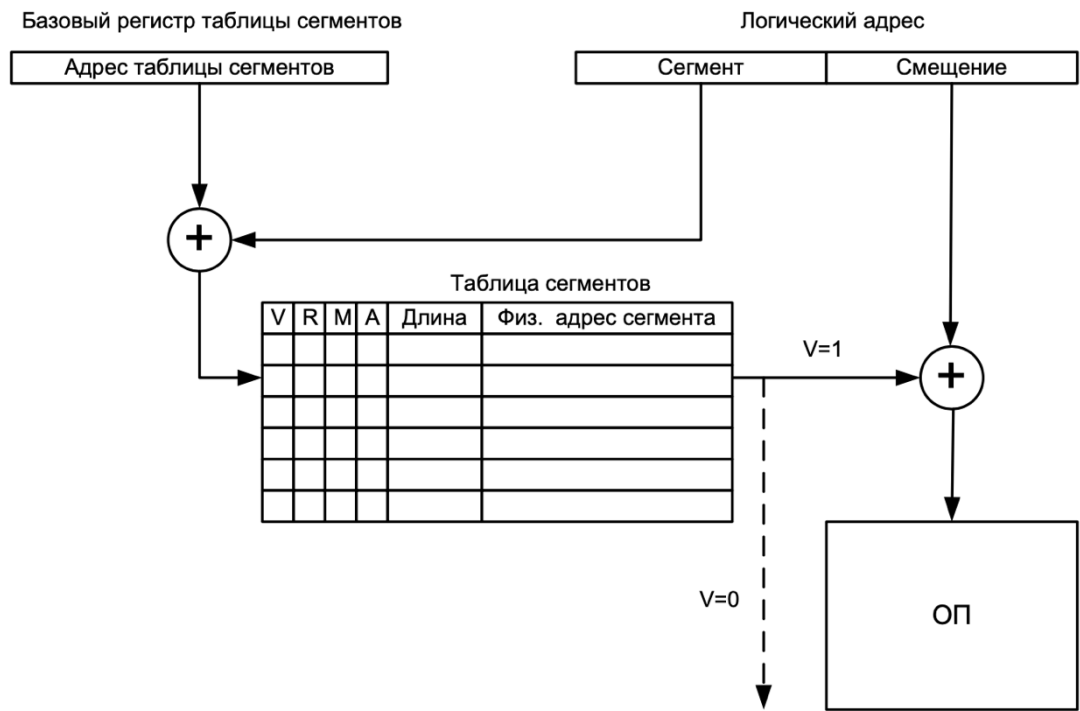 Базовый регистр таблицы сегментов
Логический адрес
Адрес таблицы сегментов
Сегмент
Смещение
+
Таблица сегментов
V R M A Длина Физ. адрес сегмента
V=1
+
V=0
ОП